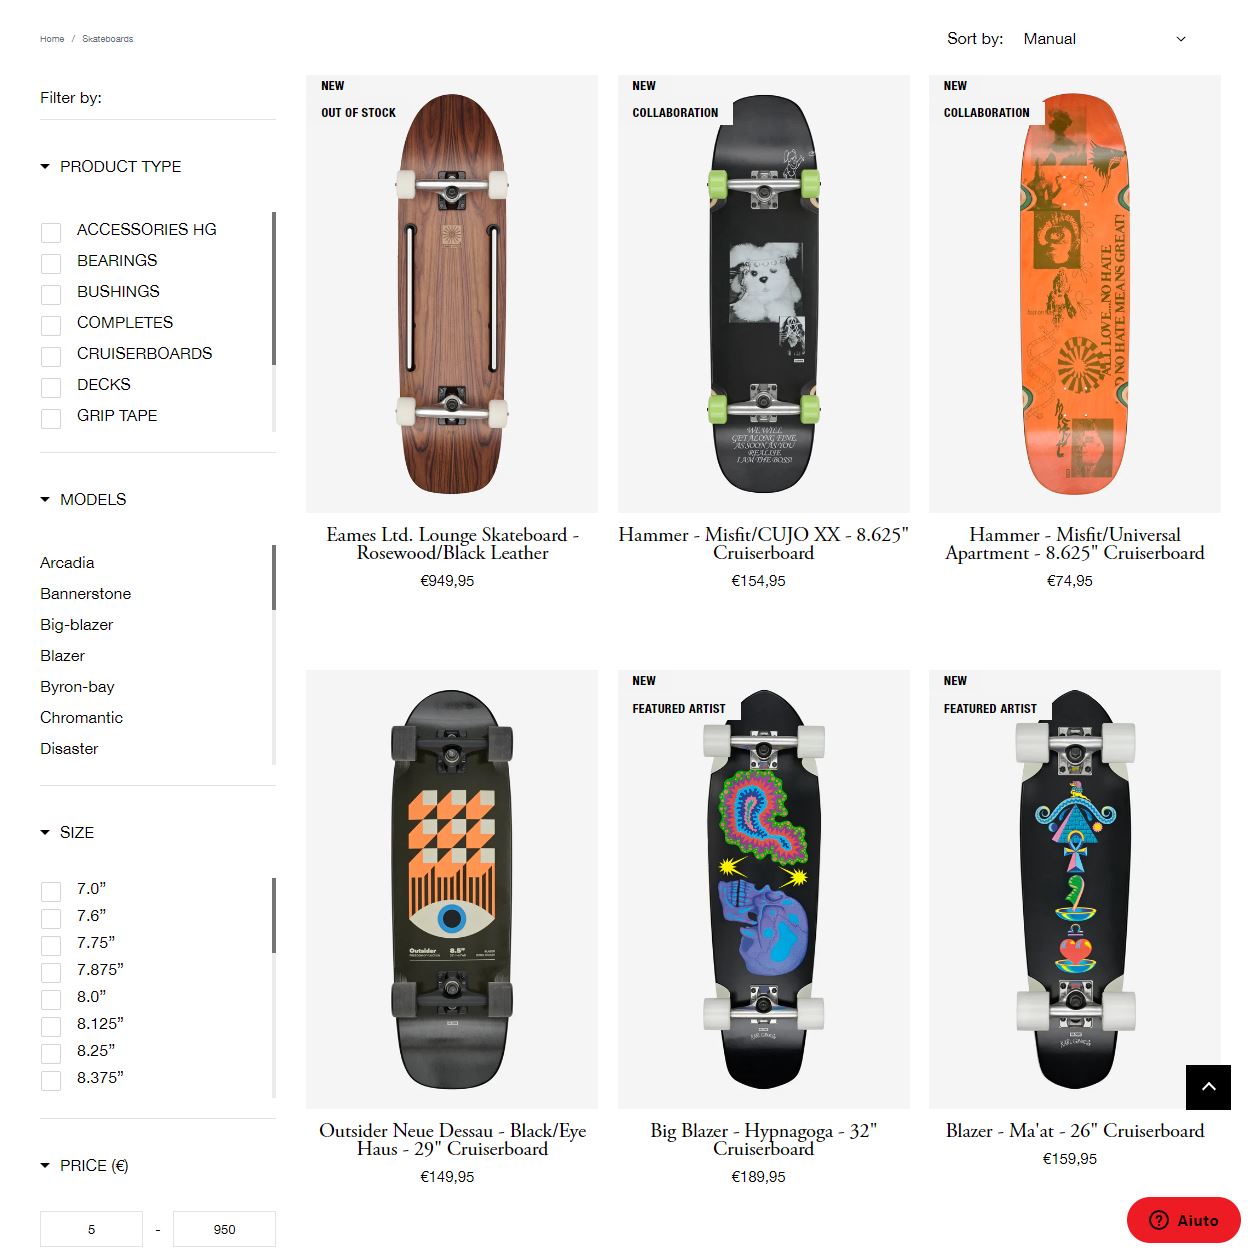 Home / Skateboards
Sort by: Manual
Filter by:
PRODUCT TYPE
ACCESSORIES HG
BEARINGS
BUSHINGS
COMPLETES
CRUISERBOARDS
DECKS
GRIP TAPE
MODELS
Arcadia
Bannerstone
Big-blazer
Blazer
Byron-bay
Chromantic
Disaster
SIZE
7.0”
7.6”
7.75”
7.875”
8.0”
8.125”
8.25”
8.375”
PRICE (€)
5 - 950
NEW
OUT OF STOCK
Eames Ltd. Lounge Skateboard -
Rosewood/Black Leather
€949,95
NEW
COLLABORATION
WE WILL
GET ALONG FINE
AS SOON AS YOU
REALIZE
I AM THE BOSS!
Hammer - Misfit/CUJO XX - 8.625"
Cruiserboard
€154,95
NEW
COLLABORATION
ALL LOVE...NO HATE
NO HATE MEANS GREAT!
Hammer - Misfit/Universal
Apartment - 8.625" Cruiserboard
€74,95
Outsider
8.5"
Outsider Neue Dessau - Black/Eye
Haus - 29" Cruiserboard
€149,95
NEW
FEATURED ARTIST
Big Blazer - Hypnagoga - 32"
Cruiserboard
€189,95
NEW
FEATURED ARTIST
Blazer - Ma'at - 26" Cruiserboard
€159,95
Aiuto